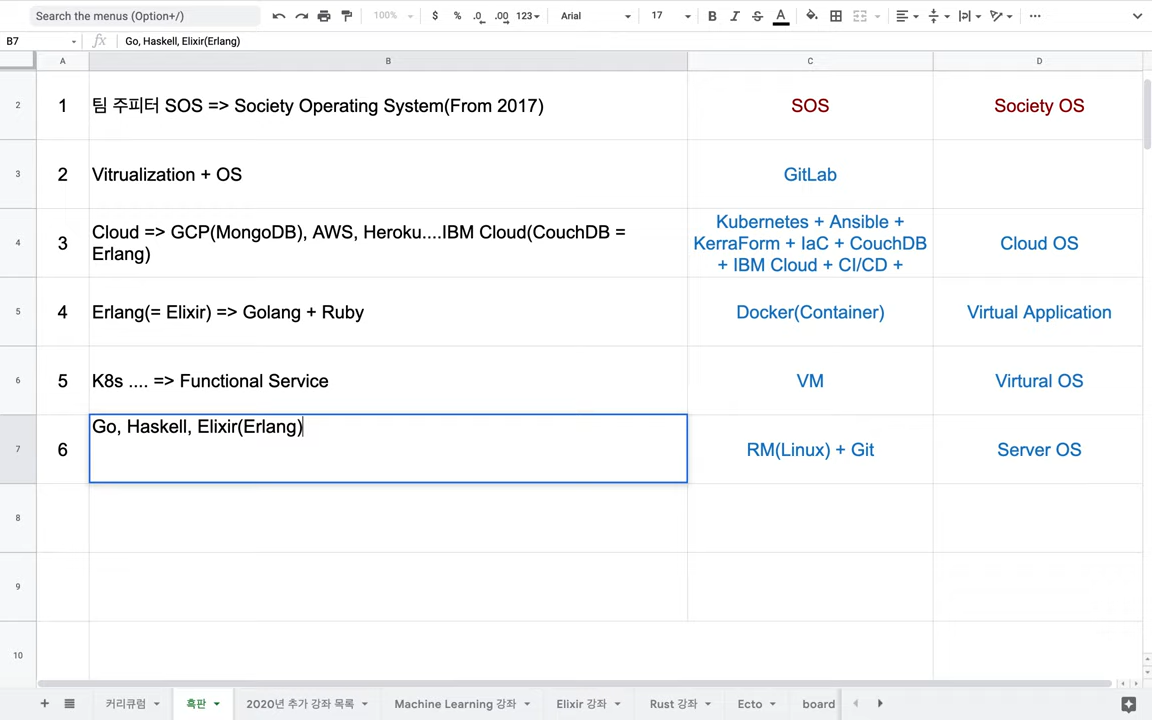 Search the menus (Option+/)
100%
$ % .0 .00 123
Arial
17
B I S A
B7
fx Go, Haskell, Elixir(Erlang)
A B C D
2 1 팀 주피터 SOS => Society Operating System(From 2017) SOS Society OS
3 2 Vitrualization + OS GitLab
4 3 Cloud => GCP(MongoDB), AWS, Heroku....IBM Cloud(CouchDB =
Erlang)
Kubernetes + Ansible +
KerraForm + IaC + CouchDB
+ IBM Cloud + CI/CD +
Cloud OS
5 4 Erlang(= Elixir) => Golang + Ruby Docker(Container) Virtual Application
6 5 K8s .... => Functional Service VM Virtural OS
7 6 Go, Haskell, Elixir(Erlang) RM(Linux) + Git Server OS
8
9
10
커리큐럼 흑판 2020년 추가 강좌 목록 Machine Learning 강좌 Elixir 강좌 Rust 강좌 Ecto board